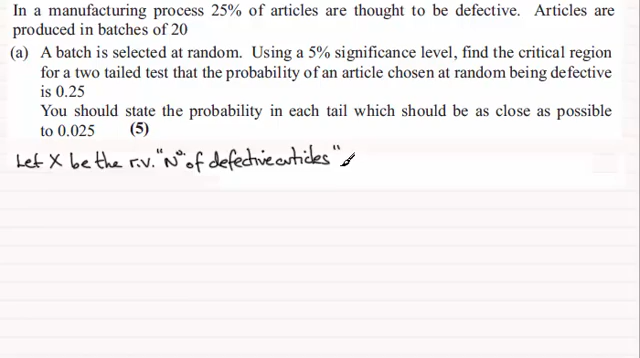 In a manufacturing process 25% of articles are thought to be defective. Articles are
produced in batches of 20
(a) A batch is selected at random. Using a 5% significance level, find the critical region
for a two tailed test that the probability of an article chosen at random being defective
is 0.25
You should state the probability in each tail which should be as close as possible
to 0.025 (5)
Let X be the r.v. "Nº of defective articles"